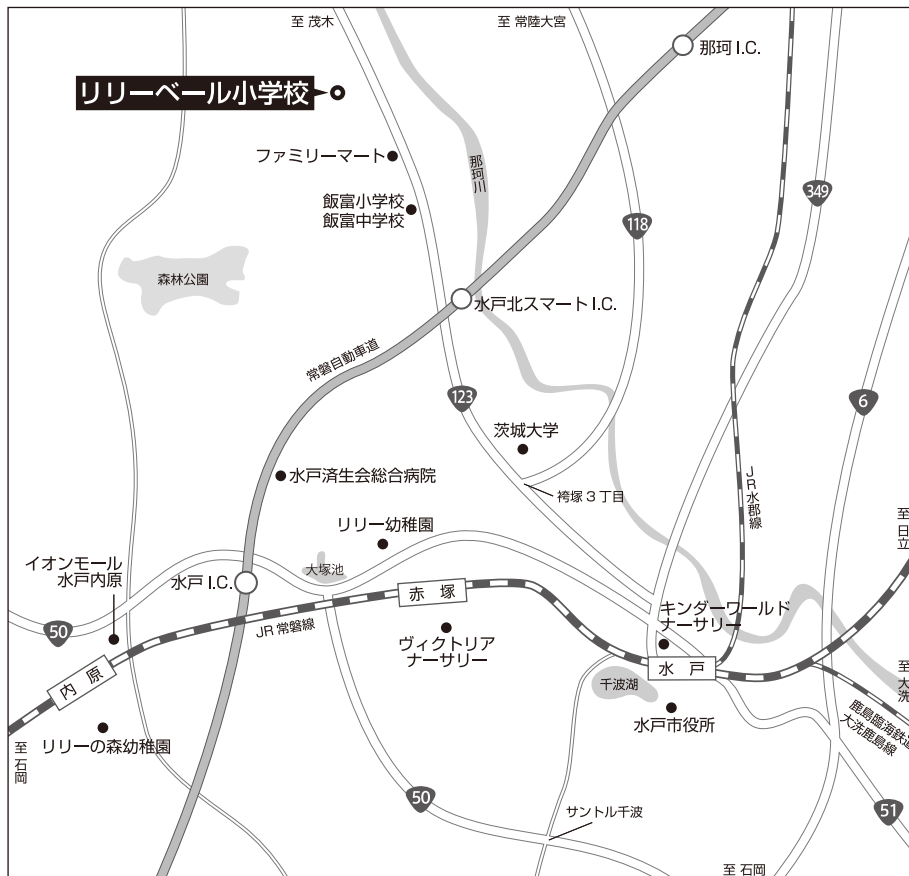 至 茂木
至 常陸大宮
那珂 I.C.
リリーベール小学校
ファミリーマート
那珂川
飯富小学校
飯富中学校
349
118
森林公園
水戸北スマート I.C.
常磐自動車道
123
6
茨城大学
水戸済生会総合病院
袴塚 3 丁目
JR水郡線
至 日立
リリー幼稚園
イオンモール
水戸内原
大塚池
水戸 I.C.
赤 塚
キンダーワールド
ナーサリー
50
JR 常磐線
ヴィクトリア
ナーサリー
内 原
水 戸
至 大洗
千波湖
水戸市役所
鹿島臨海鉄道
大洗鹿島線
リリーの森幼稚園
至 石岡
50
サントル千波
51
至 石岡